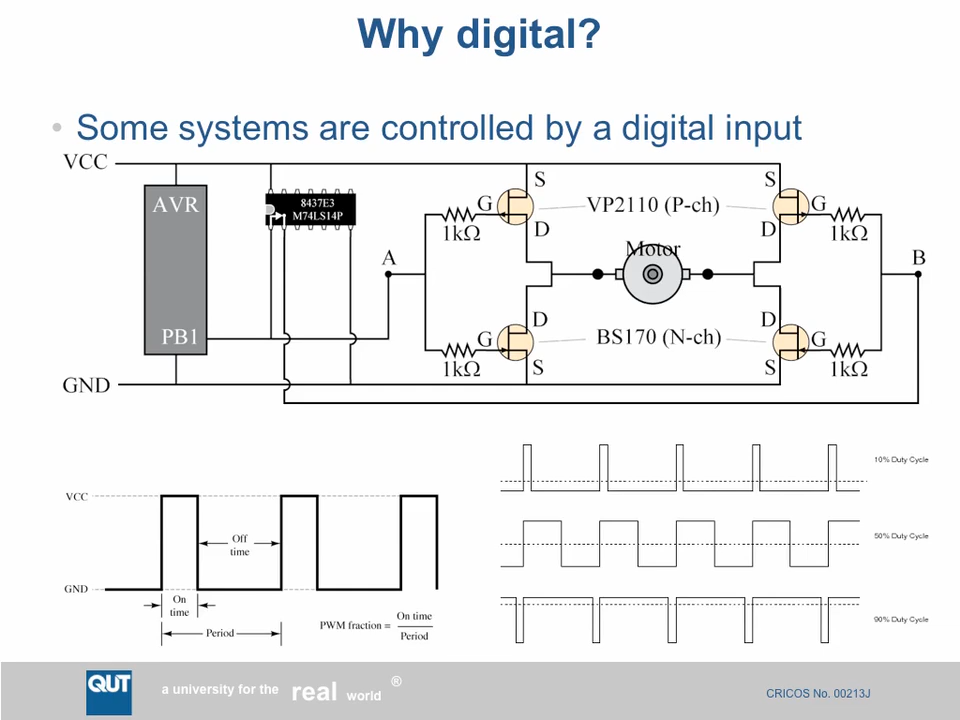 Why digital?
• Some systems are controlled by a digital input
VCC
AVR
PB1
GND
8437E3
M74LS14P
A
G
S
D
1kΩ
VP2110 (P-ch)
S
G
D
1kΩ
Motor
B
G
D
S
1kΩ
BS170 (N-ch)
D
G
S
1kΩ
VCC
GND
Off
time
On
time
Period
PWM fraction = On time
Period
10% Duty Cycle
50% Duty Cycle
90% Duty Cycle
QUT
a university for the real world ®
CRICOS No. 00213J